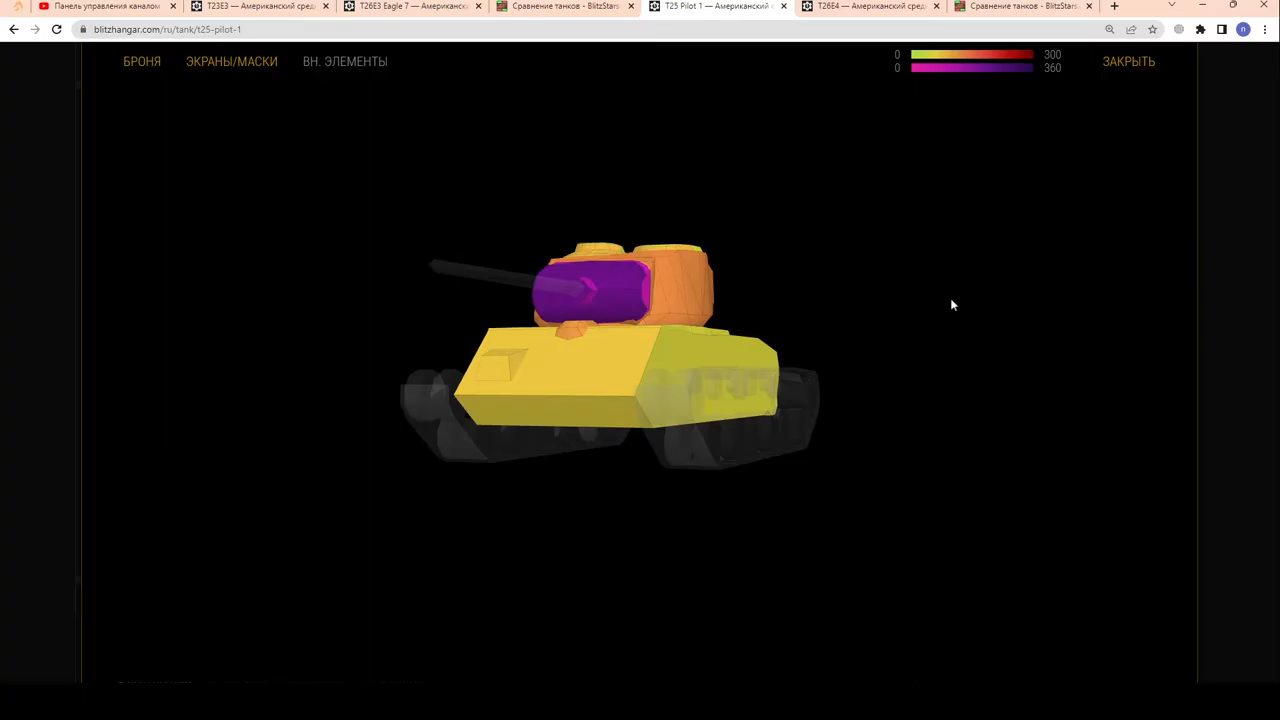 Панель управления каналом
T23E3 — Американский сред
T26E3 Eagle 7 — Американск
Сравнение танков - BlitzStars
T25 Pilot 1 — Американский с
T26E4 — Американский сред
Сравнение танков - BlitzStars
blitzhangar.com/ru/tank/t25-pilot-1
n
БРОНЯ
ЭКРАНЫ/МАСКИ
ВН. ЭЛЕМЕНТЫ
0 300
0 360
ЗАКРЫТЬ